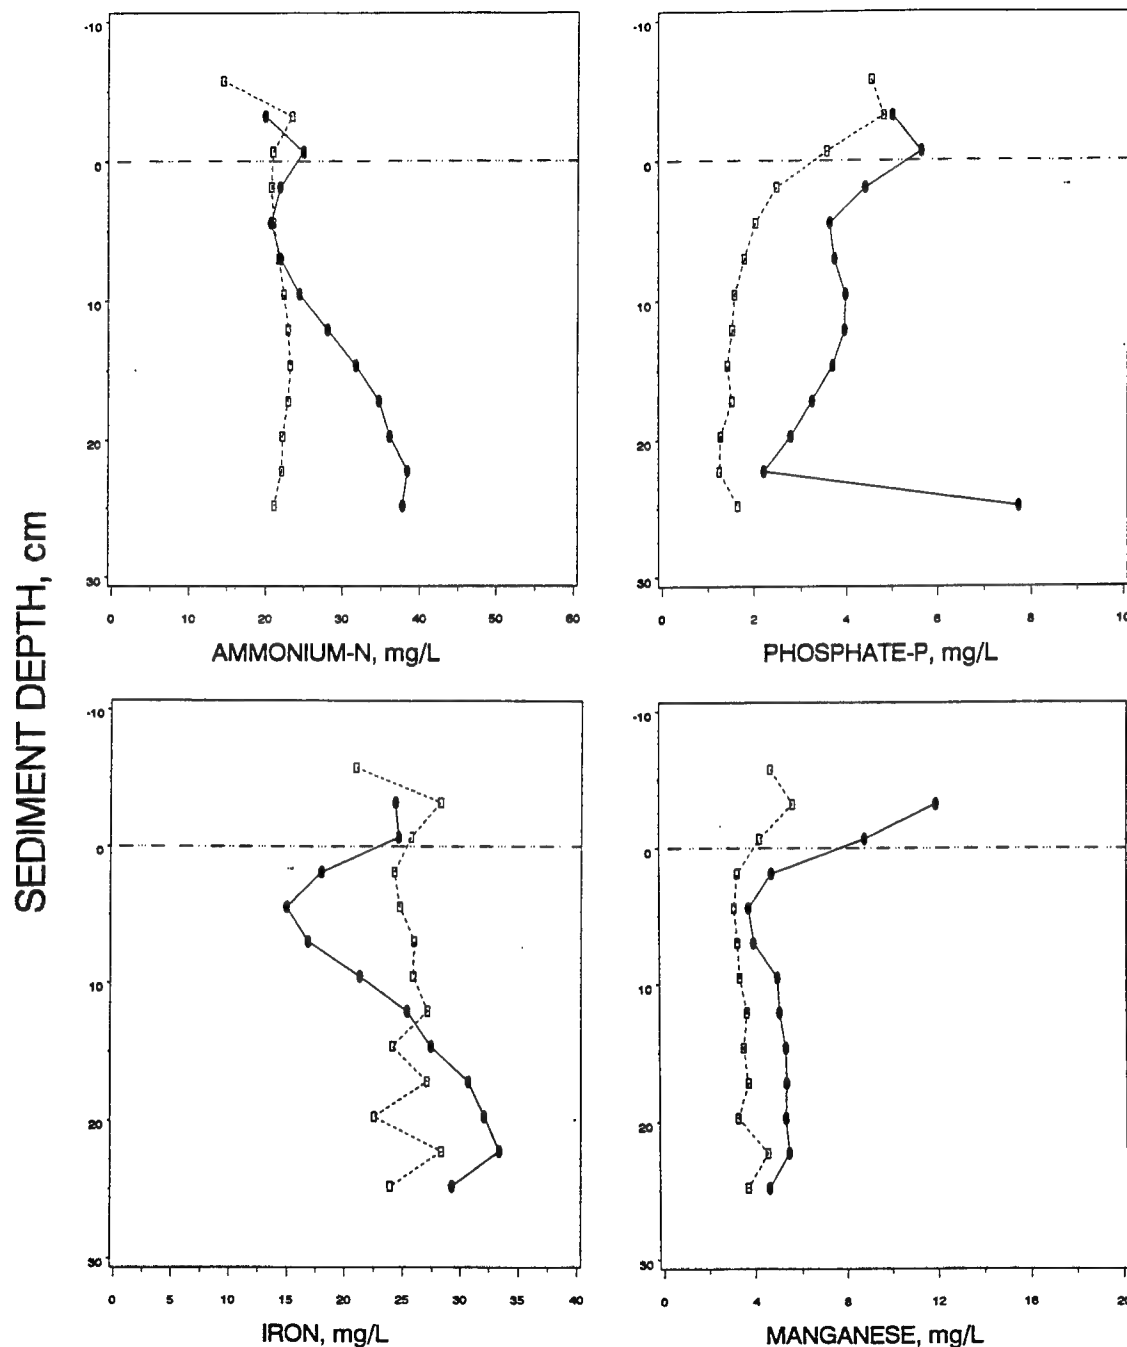 SEDIMENT DEPTH, cm
-10
0
10
20
30
0 10 20 30 40 50 60
AMMONIUM-N, mg/L
-10
0
10
20
30
0 2 4 6 8 10
PHOSPHATE-P, mg/L
-10
0
10
20
30
0 5 10 15 20 25 30 35 40
IRON, mg/L
-10
0
10
20
30
0 4 8 12 16 20
MANGANESE, mg/L